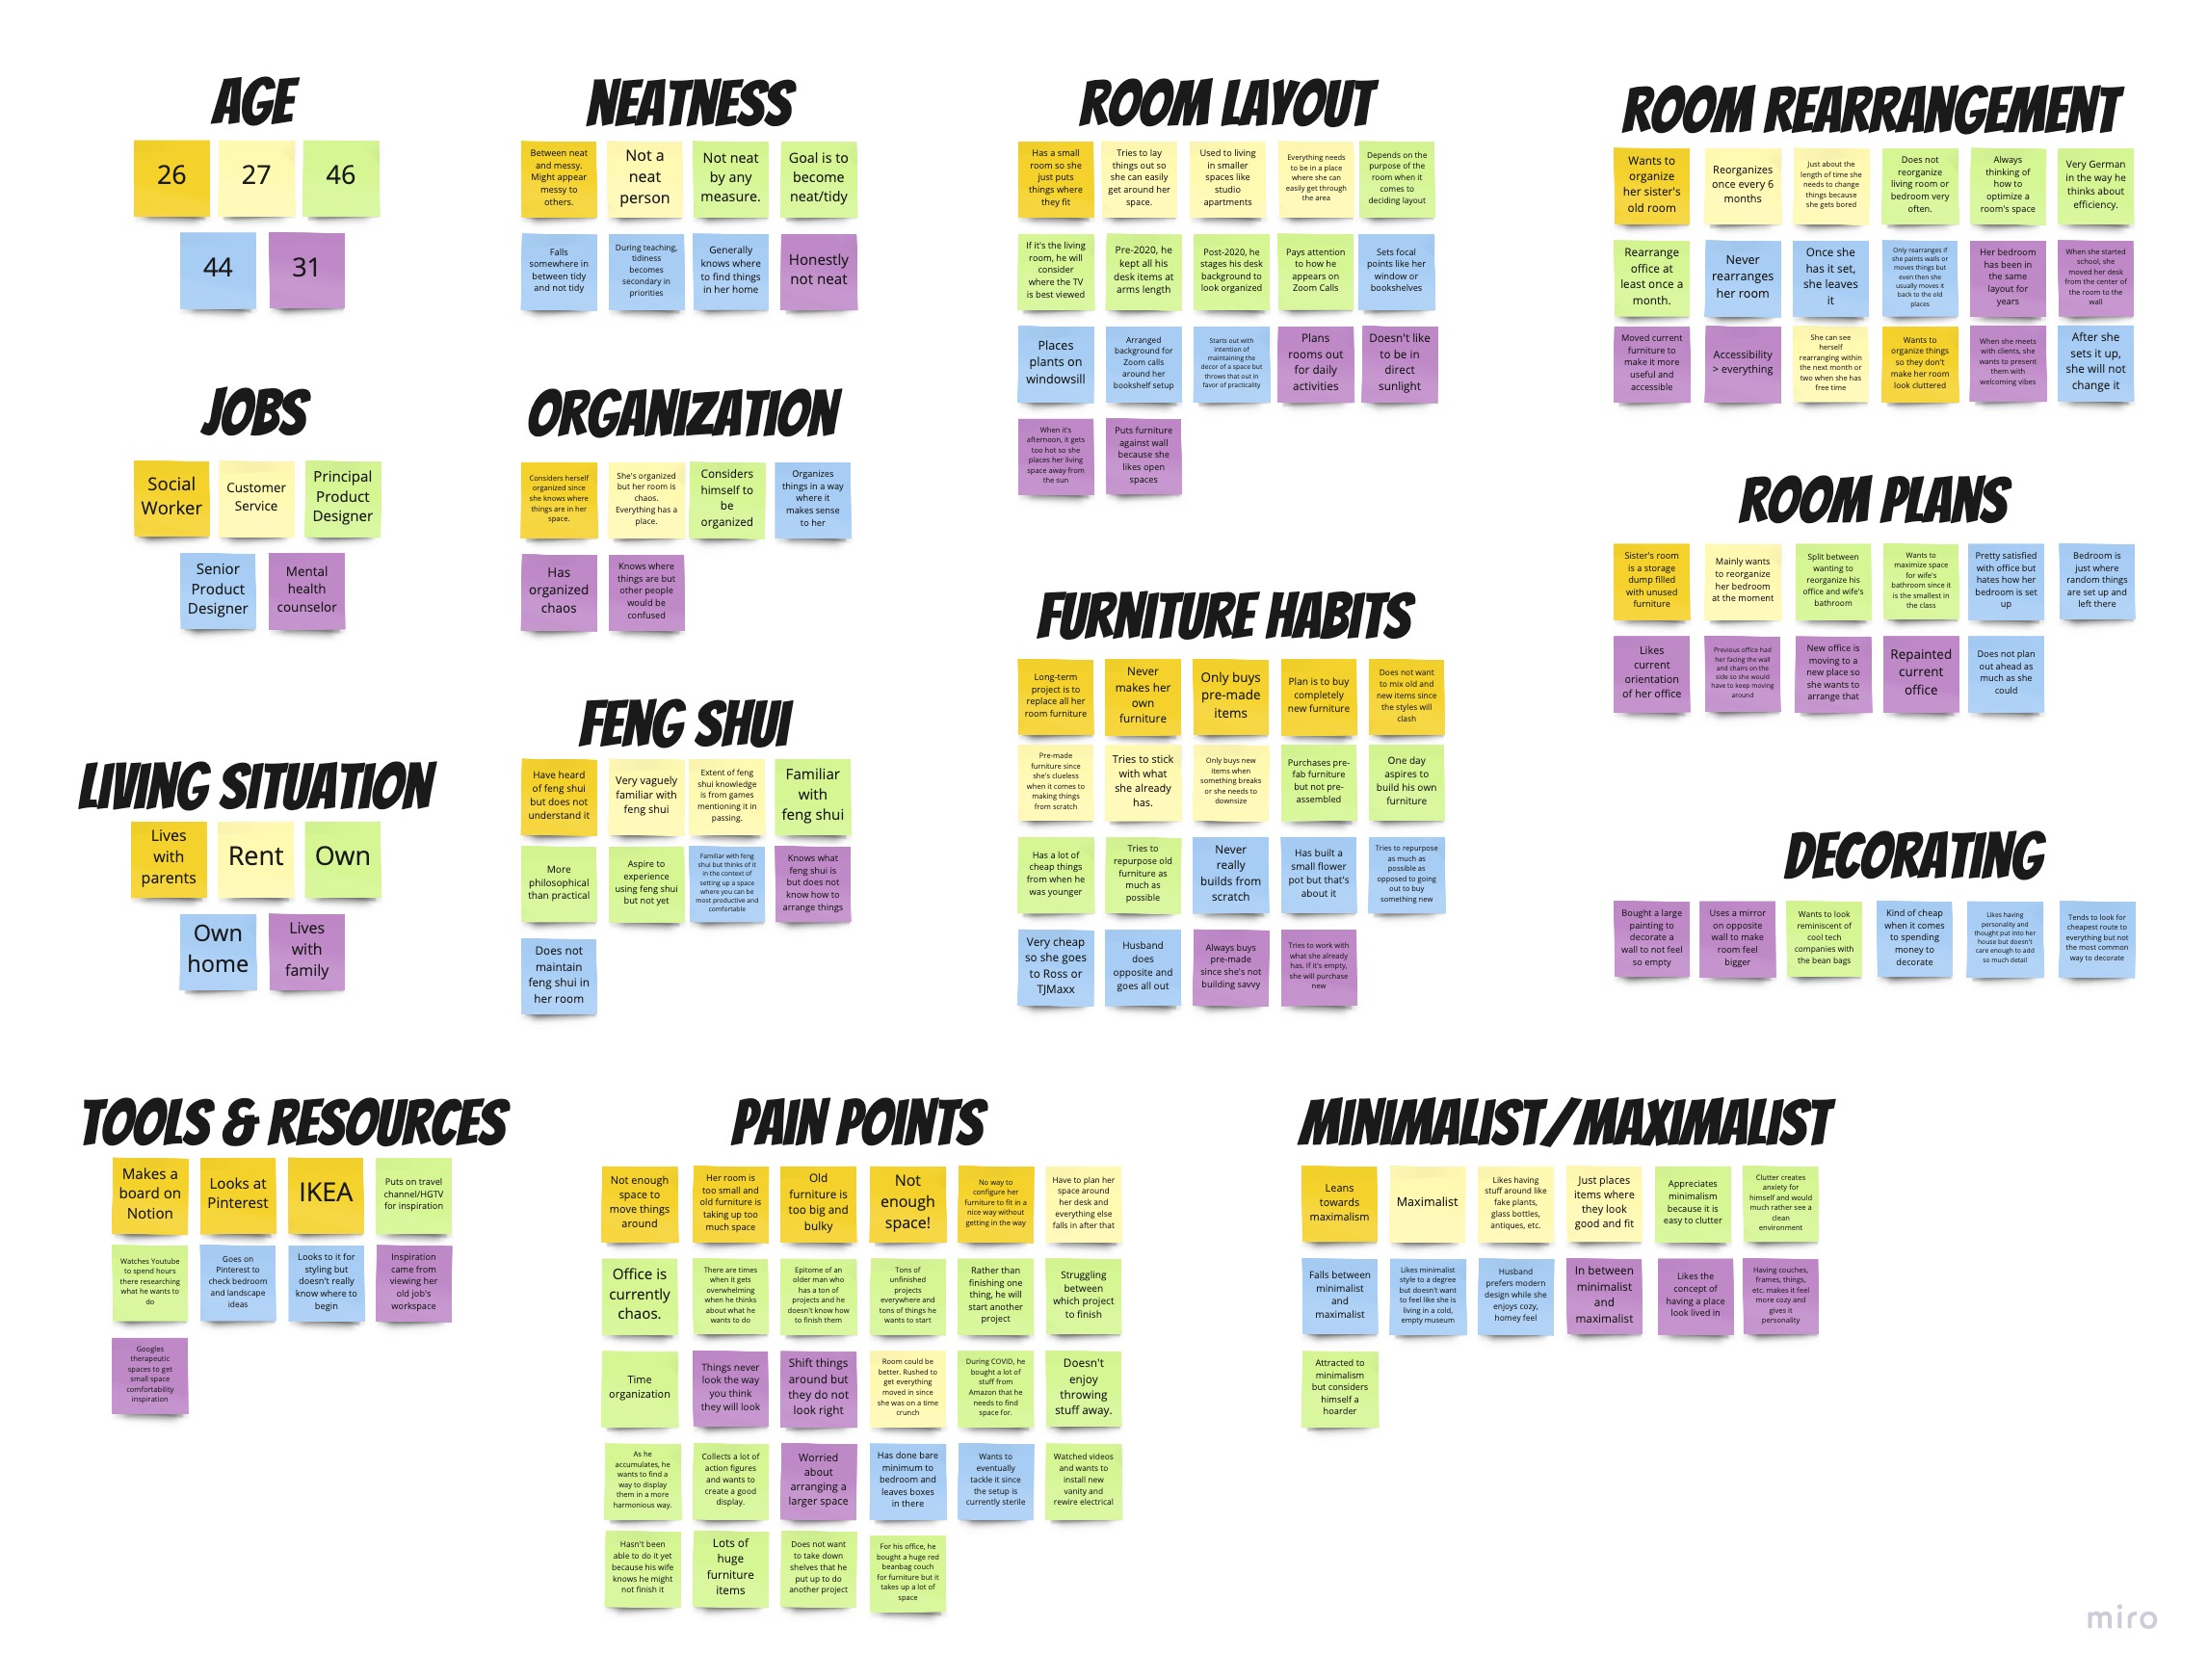 AGE
26
27
46
44
31
JOBS
Social
Worker
Customer
Service
Principal
Product
Designer
Senior
Product
Designer
Mental
health
counselor
LIVING SITUATION
Lives
with
parents
Rent
Own
Own
home
Lives
with
family
NEATNESS
Between neat
and messy.
Might appear
messy to
others.
Not a
neat
person
Not neat
by any
measure.
Goal is to
become
neat/tidy
Falls
somewhere in
between tidy
and not tidy
During teaching,
tidiness
becomes
secondary in
priorities
Generally
knows where
to find things
in her home
Honestly
not neat
ORGANIZATION
Considers herself
organized since
she knows where
things are in her
space.
She's organized
but her room is
chaos.
Everything has a
place.
Considers
himself to
be
organized
Organizes
things in a way
where it
makes sense
to her
Has
organized
chaos
Knows where
things are but
other people
would be
confused
FENG SHUI
Have heard
of feng shui
but does not
understand it
Very vaguely
familiar with
feng shui
Extent of feng
shui knowledge
is from games
mentioning it in
passing.
Familiar
with
feng shui
More
philosophical
than practical
Aspire to
experience
using feng shui
but not yet
Familiar with feng
shui but thinks of it
in the context of
setting up a space
where you can be
most productive and
comfortable
Knows what
feng shui is
but does not
know how to
arrange things
Does not
maintain
feng shui in
her room
ROOM LAYOUT
Has a small
room so she
just puts
things where
they fit
Tries to lay
things out so
she can easily
get around her
space.
Used to living
in smaller
spaces like
studio
apartments
Everything needs
to be in a place
where she can
easily get through
the area
Depends on the
purpose of the
room when it
comes to
deciding layout
If it's the living
room, he will
consider
where the TV
is best viewed
Pre-2020, he
kept all his
desk items at
arms length
Post-2020, he
stages his desk
background to
look organized
Pays attention
to how he
appears on
Zoom Calls
Sets focal
points like her
window or
bookshelves
Places
plants on
windowsill
Arranged
background for
Zoom calls
around her
bookshelf setup
Starts out with
intention of
maintaining the
decor of a space but
throws that out in
favor of practicality
Plans
rooms out
for daily
activities
Doesn't like
to be in
direct
sunlight
When it's
afternoon, it gets
too hot so she
places her living
space away from
the sun
Puts furniture
against wall
because she
likes open
spaces
FURNITURE HABITS
Long-term
project is to
replace all her
room furniture
Never
makes her
own
furniture
Only buys
pre-made
items
Plan is to buy
completely
new furniture
Does not want
to mix old and
new items since
the styles will
clash
Pre-made
furniture since
she's clueless
when it comes to
making things
from scratch
Tries to stick
with what
she already
has.
Only buys new
items when
something breaks
or she needs to
downsize
Purchases pre-
fab furniture
but not pre-
assembled
One day
aspires to
build his own
furniture
Has a lot of
cheap things
from when he
was younger
Tries to
repurpose old
furniture as
much as
possible
Never
really
builds from
scratch
Has built a
small flower
pot but that's
about it
Tries to repurpose
as much as
possible as
opposed to going
out to buy
something new
Very cheap
so she goes
to Ross or
TJMaxx
Husband
does
opposite and
goes all out
Always buys
pre-made
since she's not
building savvy
Tries to work with
what she already
has. If it's empty,
she will purchase
new
ROOM REARRANGEMENT
Wants to
organize
her sister's
old room
Reorganizes
once every 6
months
Just about the
length of time she
needs to change
things because
she gets bored
Does not
reorganize
living room or
bedroom very
often.
Always
thinking of
how to
optimize a
room's space
Very German
in the way he
thinks about
efficiency.
Rearrange
office at
least once a
month.
Never
rearranges
her room
Once she
has it set,
she leaves
it
Only rearranges if
she paints walls or
moves things but
even then she
usually moves it
back to the old
places
Her bedroom
has been in
the same
layout for
years
When she started
school, she
moved her desk
from the center of
the room to the
wall
Moved current
furniture to
make it more
useful and
accessible
Accessibility
> everything
She can see
herself
rearranging within
the next month or
two when she has
free time
Wants to
organize things
so they don't
make her room
look cluttered
When she meets
with clients, she
wants to present
them with
welcoming vibes
After she
sets it up,
she will not
change it
ROOM PLANS
Sister's room
is a storage
dump filled
with unused
furniture
Mainly wants
to reorganize
her bedroom
at the moment
Split between
wanting to
reorganize his
office and wife's
bathroom
Wants to
maximize space
for wife's
bathroom since it
is the smallest in
the class
Pretty satisfied
with office but
hates how her
bedroom is set
up
Bedroom is
just where
random things
are set up and
left there
Likes
current
orientation
of her office
Previous office had
her facing the wall
and chairs on the
side so she would
have to keep moving
around
New office is
moving to a
new place so
she wants to
arrange that
Repainted
current
office
Does not plan
out ahead as
much as she
could
DECORATING
Bought a large
painting to
decorate a
wall to not feel
so empty
Uses a mirror
on opposite
wall to make
room feel
bigger
Wants to look
reminiscent of
cool tech
companies with
the bean bags
Kind of cheap
when it comes
to spending
money to
decorate
Likes having
personality and
thought put into her
house but doesn't
care enough to add
so much detail
Tends to look for
cheapest route to
everything but not
the most common
way to decorate
TOOLS & RESOURCES
Makes a
board on
Notion
Looks at
Pinterest
IKEA
Puts on travel
channel/HGTV
for inspiration
Watches Youtube
to spend hours
there researching
what he wants to
do
Goes on
Pinterest to
check bedroom
and landscape
ideas
Looks to it for
styling but
doesn't really
know where to
begin
Inspiration
came from
viewing her
old job's
workspace
Googles
therapeutic
spaces to get
small space
comfortability
inspiration
PAIN POINTS
Not enough
space to
move things
around
Her room is
too small and
old furniture is
taking up too
much space
Old
furniture is
too big and
bulky
Not
enough
space!
No way to
configure her
furniture to fit in a
nice way without
getting in the way
Have to plan her
space around
her desk and
everything else
falls in after that
Office is
currently
chaos.
There are times
when it gets
overwhelming
when he thinks
about what he
wants to do
Epitome of an
older man who
has a ton of
projects and he
doesn't know how
to finish them
Tons of
unfinished
projects
everywhere and
tons of things he
wants to start
Rather than
finishing one
thing, he will
start another
project
Struggling
between
which project
to finish
Time
organization
Things never
look the way
you think
they will look
Shift things
around but
they do not
look right
Room could be
better. Rushed to
get everything
moved in since
she was on a time
crunch
During COVID, he
bought a lot of
stuff from
Amazon that he
needs to find
space for.
Doesn't
enjoy
throwing
stuff away.
As he
accumulates, he
wants to find a
way to display
them in a more
harmonious way.
Collects a lot of
action figures
and wants to
create a good
display.
Worried
about
arranging a
larger space
Has done bare
minimum to
bedroom and
leaves boxes
in there
Wants to
eventually
tackle it since
the setup is
currently sterile
Watched videos
and wants to
install new
vanity and
rewire electrical
Hasn't been
able to do it yet
because his wife
knows he might
not finish it
Lots of
huge
furniture
items
Does not want
to take down
shelves that he
put up to do
another project
For his office, he
bought a huge red
beanbag couch
for furniture but it
takes up a lot of
space
MINIMALIST/MAXIMALIST
Leans
towards
maximalism
Maximalist
Likes having
stuff around like
fake plants,
glass bottles,
antiques, etc.
Just places
items where
they look
good and fit
Appreciates
minimalism
because it is
easy to clutter
Clutter creates
anxiety for
himself and would
much rather see a
clean
environment
Falls between
minimalist
and
maximalist
Likes minimalist
style to a degree
but doesn't want
to feel like she is
living in a cold,
empty museum
Husband
prefers modern
design while she
enjoys cozy,
homey feel
In between
minimalist
and
maximalist
Likes the
concept of
having a place
look lived in
Having couches,
frames, things,
etc. makes it feel
more cozy and
gives it
personality
Attracted to
minimalism
but considers
himself a
hoarder
miro